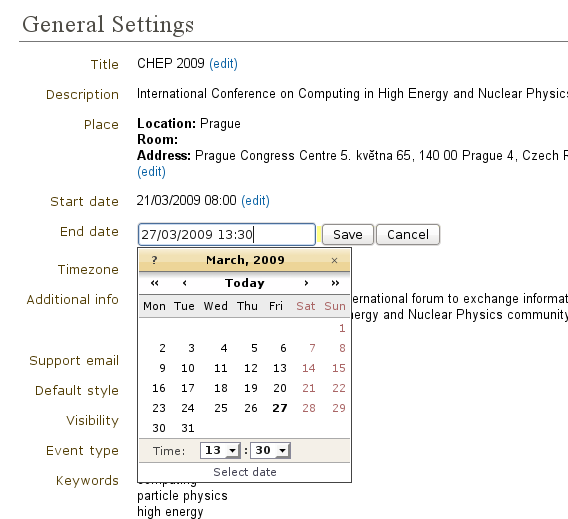 General Settings
Title CHEP 2009 (edit)
Description International Conference on Computing in High Energy and Nuclear Physics
Place Location: Prague
Room:
Address: Prague Congress Centre 5. května 65, 140 00 Prague 4, Czech
(edit)
Start date 21/03/2009 08:00 (edit)
End date 27/03/2009 13:30 Save Cancel
? March, 2009 ×
Timezone
« ‹ Today › »
Additional info
Mon Tue Wed Thu Fri Sat Sun
forum to exchange
and Nuclear Physics community
1
2 3 4 5 6 7 8
Support email
9 10 11 12 13 14 15
Default style
16 17 18 19 20 21 22
23 24 25 26 27 28 29
Visibility
30 31
Event type
Time: 13 : 30
Select date
Keywords computing
particle physics
high energy